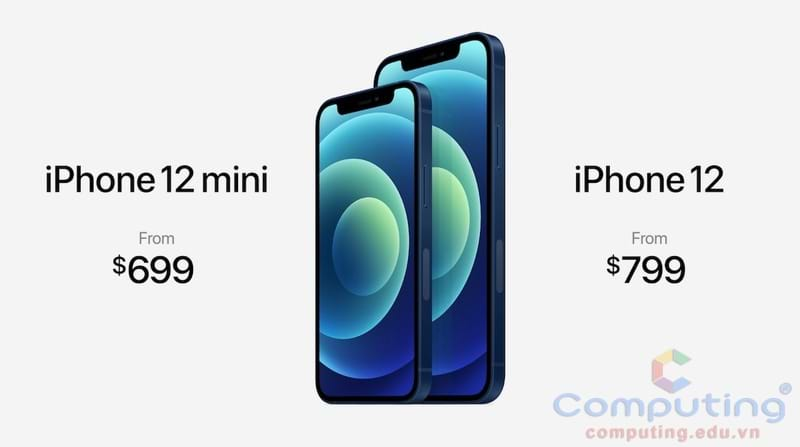 iPhone 12 mini
From
$699
iPhone 12
From
$799
Computing®
computing.edu.vn